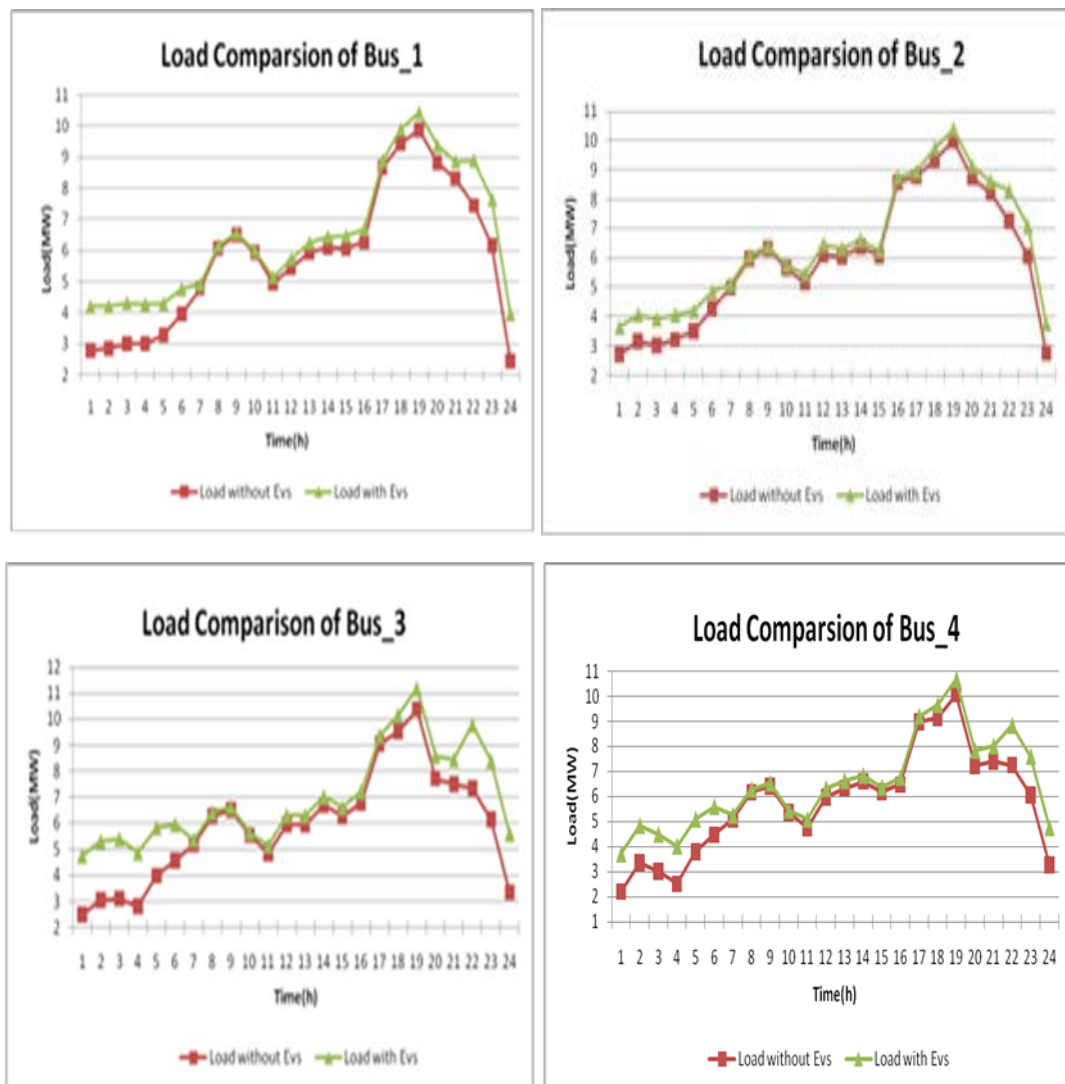 Load Comparsion of Bus_1
11
10
9
8
7
6
5
4
3
2
Load(MW)
1 2 3 4 5 6 7 8 9 10 11 12 13 14 15 16 17 18 19 20 21 22 23 24
Time(h)
Load without Evs Load with Evs
Load Comparsion of Bus_2
11
10
9
8
7
6
5
4
3
2
Load(MW)
1 2 3 4 5 6 7 8 9 10 11 12 13 14 15 16 17 18 19 20 21 22 23 24
Time(h)
Load without Evs Load with Evs
Load Comparison of Bus_3
12
11
10
9
8
7
6
5
4
3
2
Load(MW)
1 2 3 4 5 6 7 8 9 10 11 12 13 14 15 16 17 18 19 20 21 22 23 24
Time(h)
Load without Evs Load with Evs
Load Comparsion of Bus_4
11
10
9
8
7
6
5
4
3
2
1
Load(MW)
1 2 3 4 5 6 7 8 9 10 11 12 13 14 15 16 17 18 19 20 21 22 23 24
Time(h)
Load without Evs Load with Evs